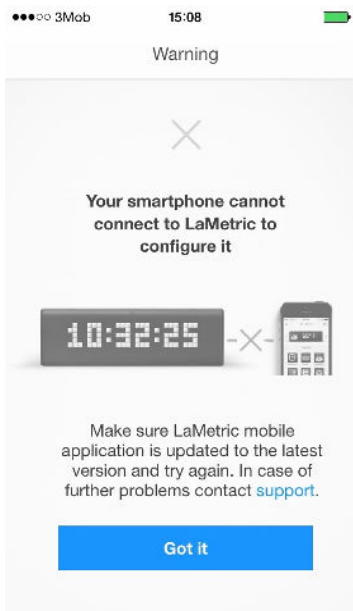 3Mob 15:08
Warning
Your smartphone cannot
connect to LaMetric to
configure it
10:32:25
Make sure LaMetric mobile
application is updated to the latest
version and try again. In case of
further problems contact support.
Got it